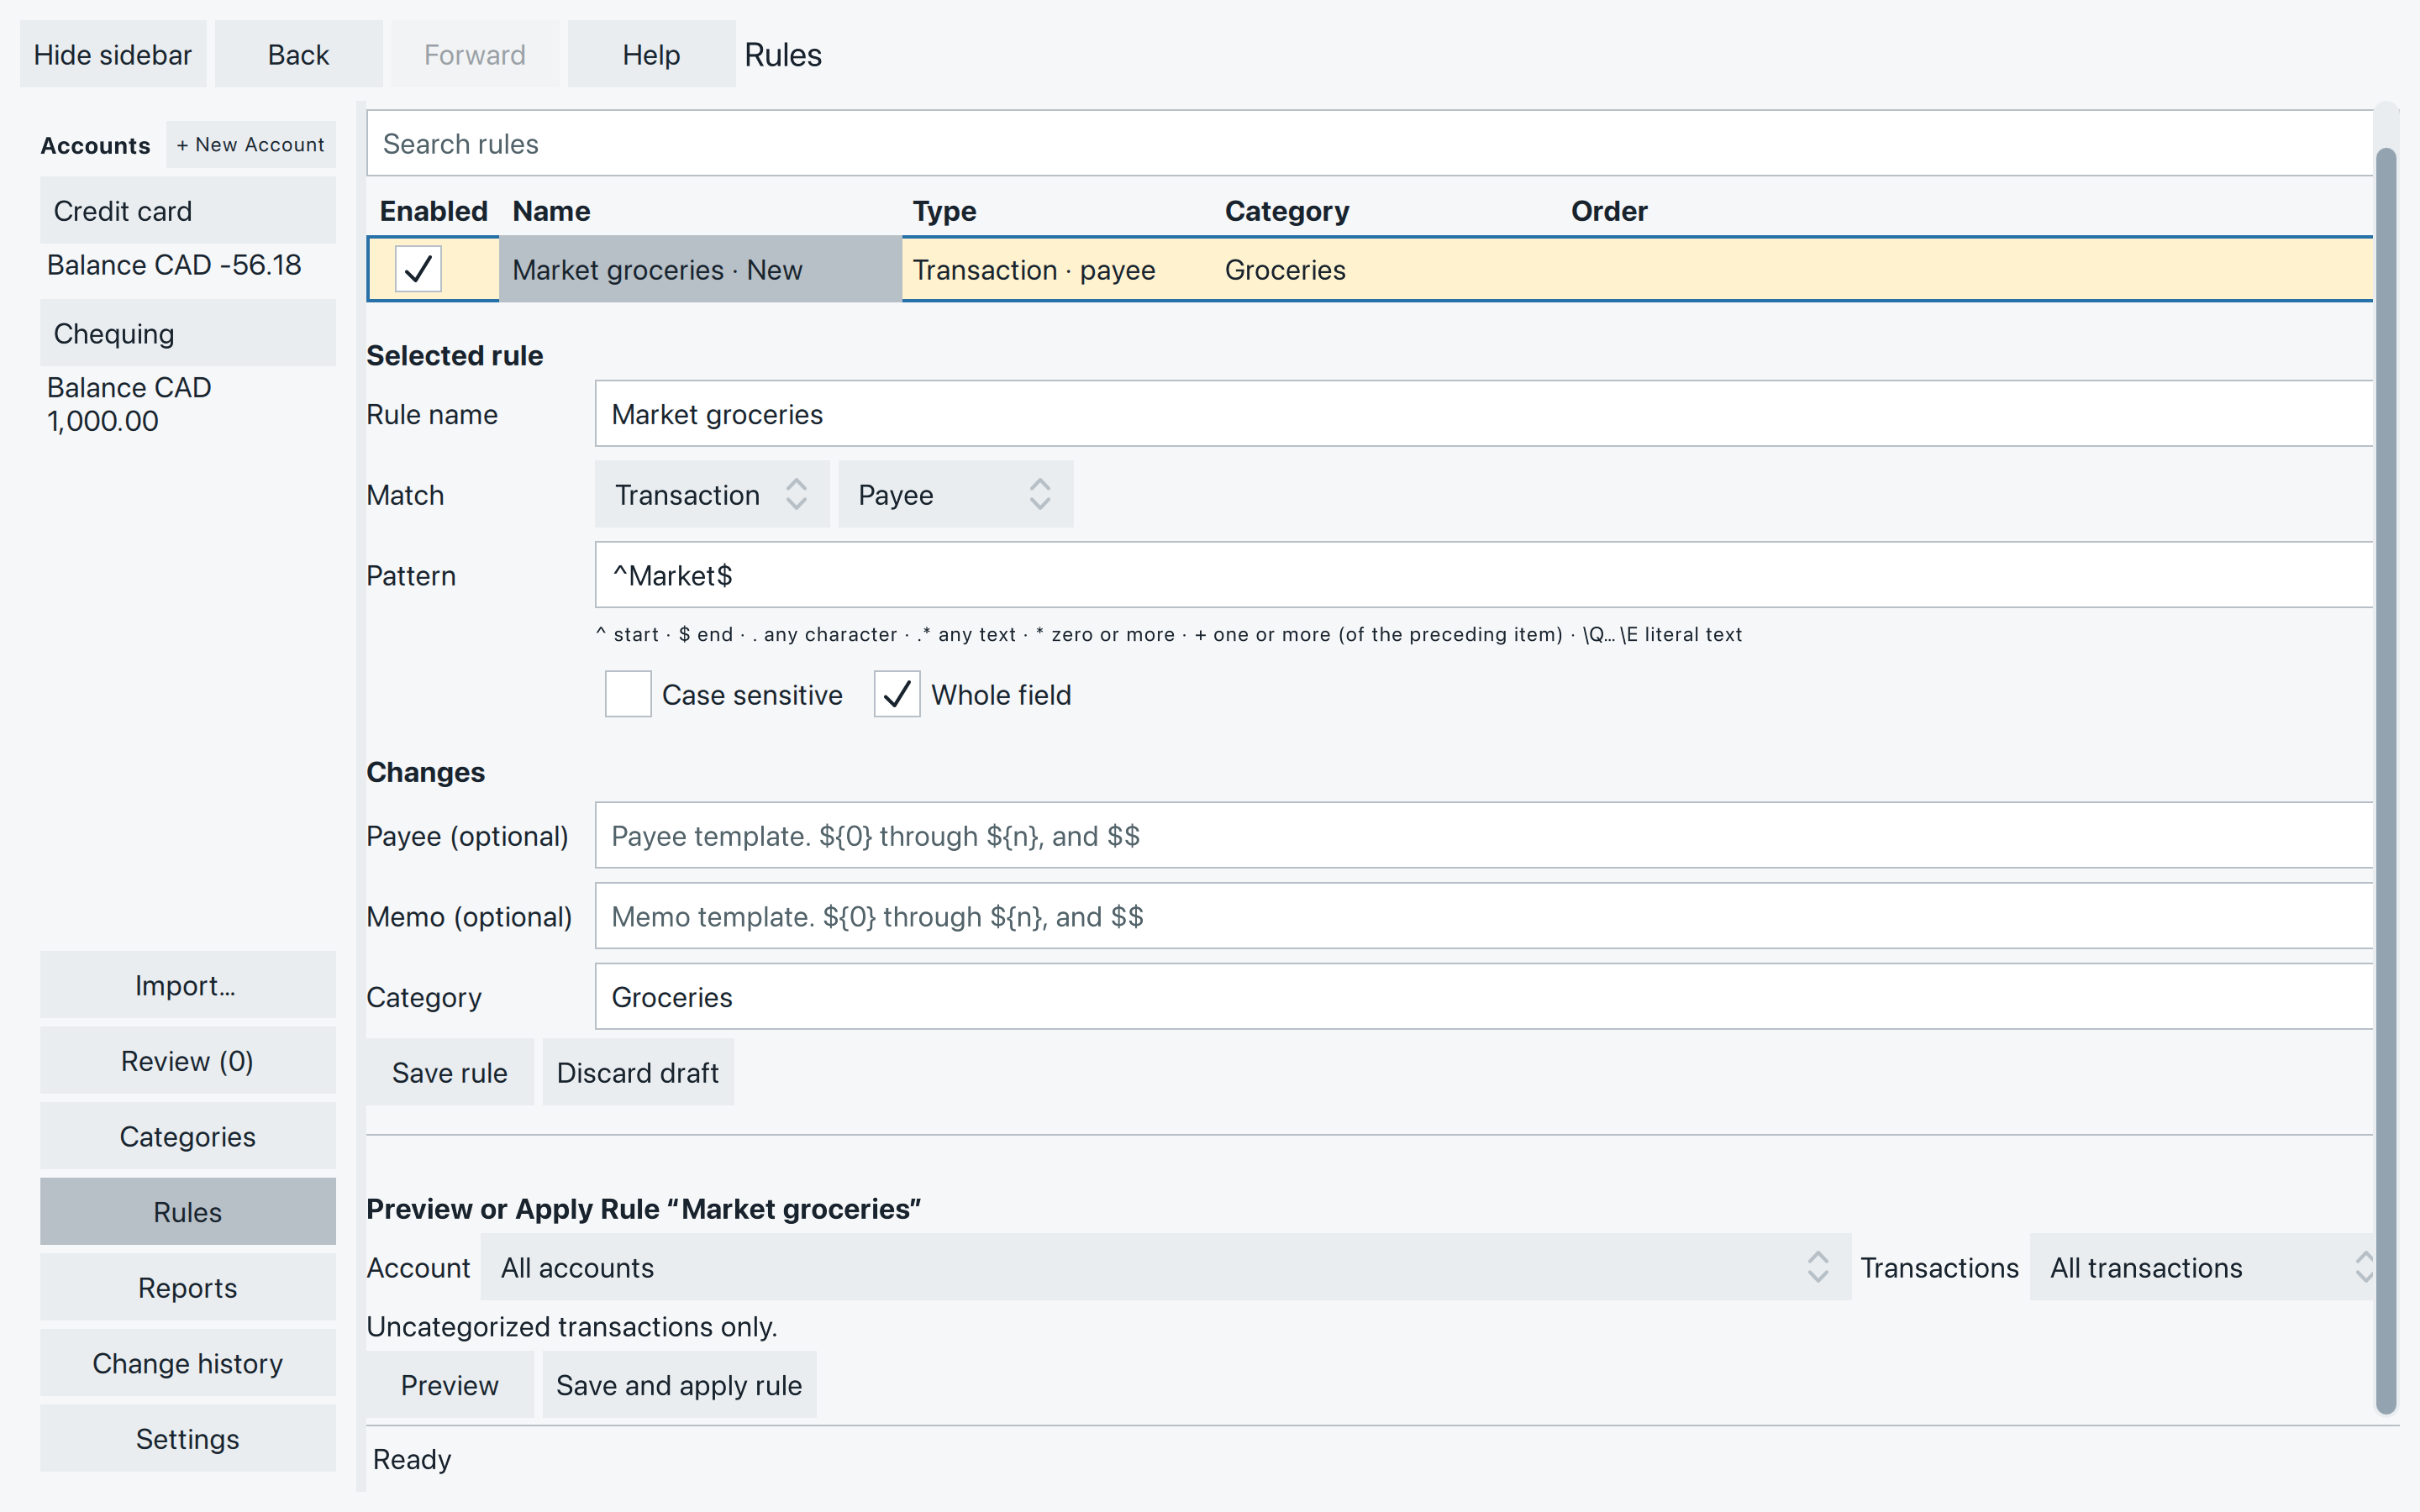 Hide sidebar Back Forward Help Rules
Accounts + New Account
Credit card
Balance CAD -56.18
Chequing
Balance CAD
1,000.00
Import...
Review (0)
Categories
Rules
Reports
Change history
Settings
Search rules
Enabled Name Type Category Order
Market groceries · New Transaction · payee Groceries
Selected rule
Rule name Market groceries
Match Transaction Payee
Pattern ^Market$
^ start · $ end · . any character · .* any text · * zero or more · + one or more (of the preceding item) · \Q...\E literal text
Case sensitive Whole field
Changes
Payee (optional) Payee template. ${0} through ${n}, and $$
Memo (optional) Memo template. ${0} through ${n}, and $$
Category Groceries
Save rule Discard draft
Preview or Apply Rule “Market groceries”
Account All accounts Transactions All transactions
Uncategorized transactions only.
Preview Save and apply rule
Ready